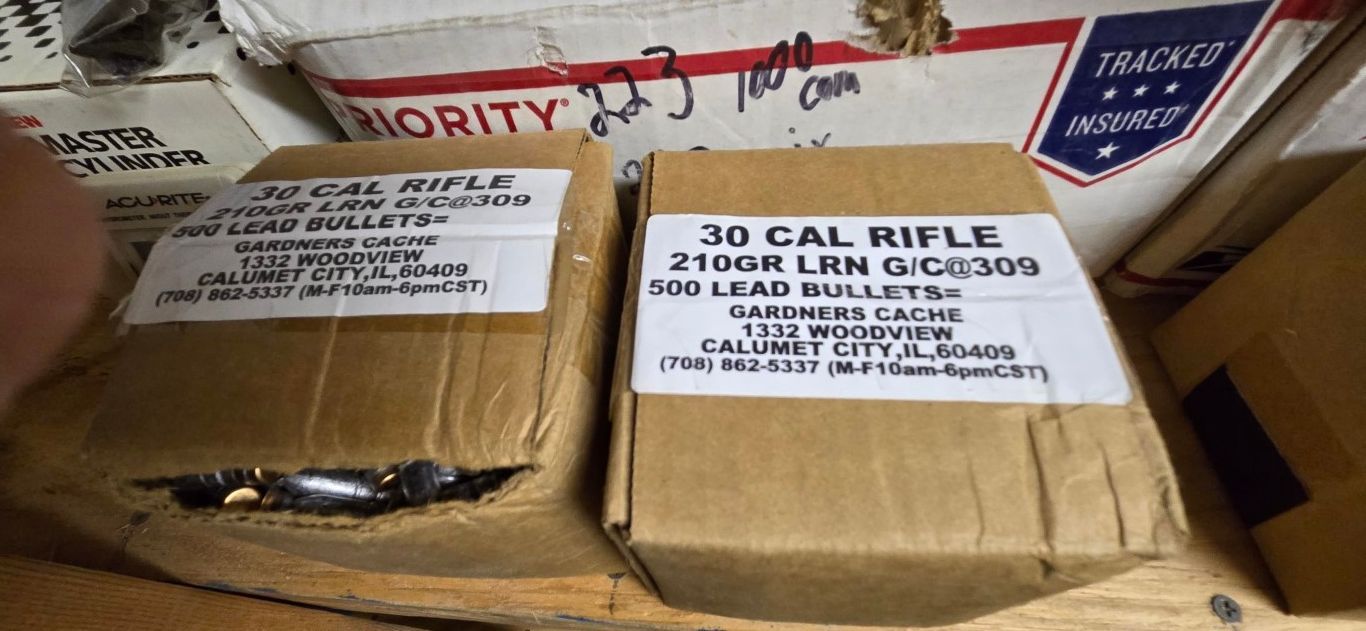 PRIORITY®
223 1000
com
TRACKED
INSURED
MASTER
CYLINDER
ACURITE
30 CAL RIFLE
210GR LRN G/C@309
500 LEAD BULLETS=
GARDNERS CACHE
1332 WOODVIEW
CALUMET CITY,IL,60409
(708) 862-5337 (M-F10am-6pmCST)
30 CAL RIFLE
210GR LRN G/C@309
500 LEAD BULLETS=
GARDNERS CACHE
1332 WOODVIEW
CALUMET CITY,IL,60409
(708) 862-5337 (M-F10am-6pmCST)